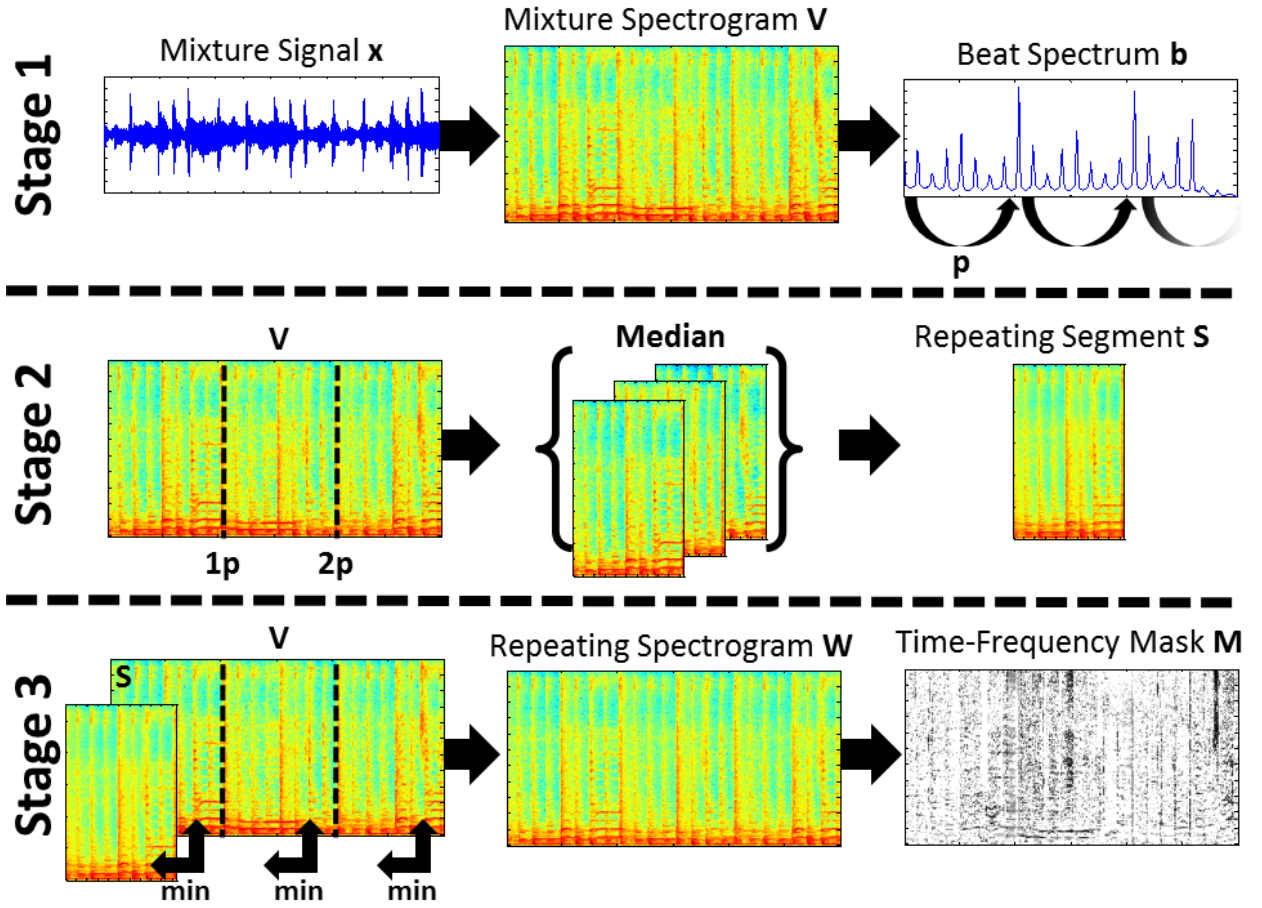 Stage 1
Mixture Signal x
Mixture Spectrogram V
Beat Spectrum b
p
Stage 2
V
1p
2p
Median
Repeating Segment S
Stage 3
V
S
min
min
min
Repeating Spectrogram W
Time-Frequency Mask M